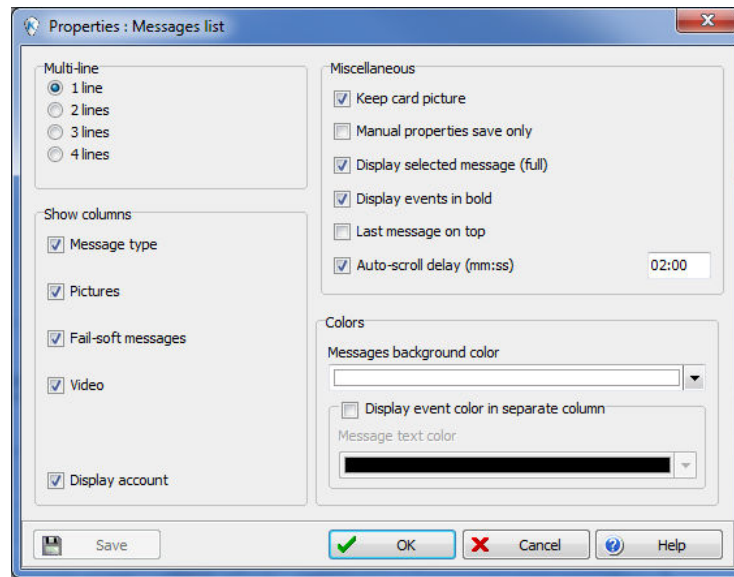 Properties : Messages list
Multi-line
1 line
2 lines
3 lines
4 lines
Show columns
Message type
Pictures
Fail-soft messages
Video
Display account
Miscellaneous
Keep card picture
Manual properties save only
Display selected message (full)
Display events in bold
Last message on top
Auto-scroll delay (mm:ss) 02:00
Colors
Messages background color
Display event color in separate column
Message text color
Save OK Cancel Help